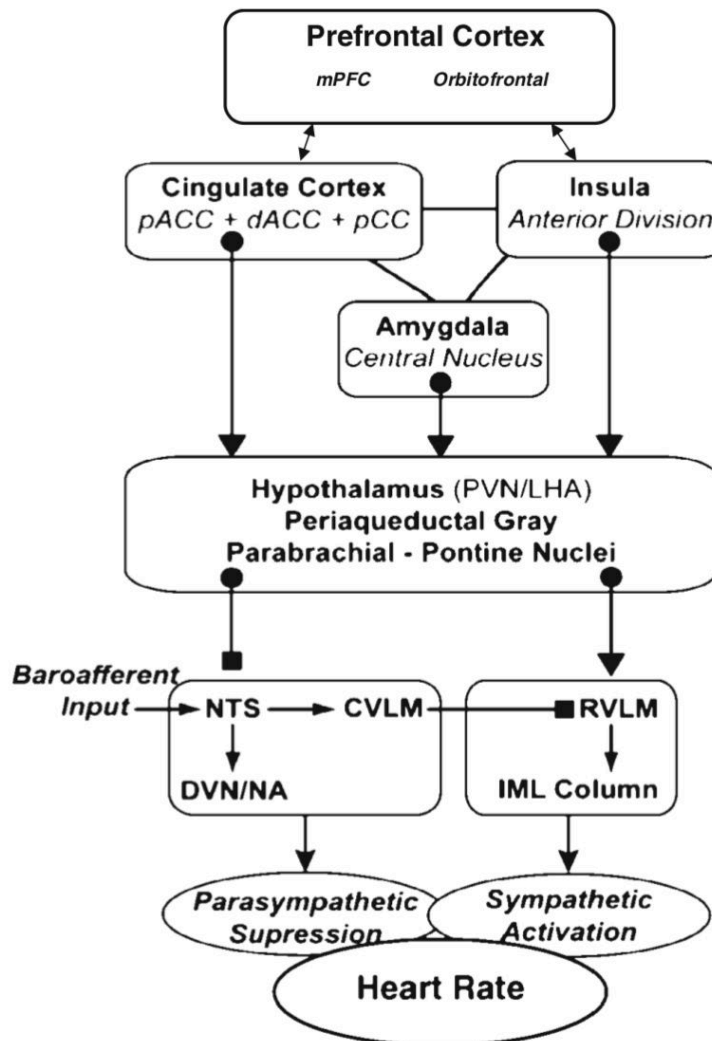 Prefrontal Cortex
mPFC Orbitofrontal
Cingulate Cortex
pACC + dACC + pCC
Insula
Anterior Division
Amygdala
Central Nucleus
Hypothalamus (PVN/LHA)
Periaqueductal Gray
Parabrachial - Pontine Nuclei
Baroafferent
Input
NTS
CVLM
RVLM
DVN/NA
IML Column
Parasympathetic
Supression
Sympathetic
Activation
Heart Rate